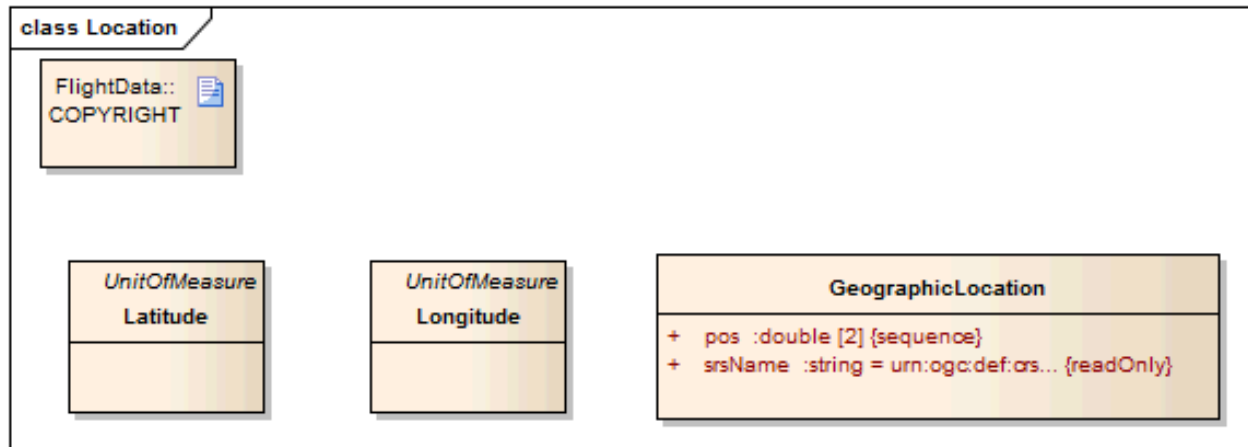 class Location
FlightData::
COPYRIGHT
UnitOfMeasure
Latitude
UnitOfMeasure
Longitude
GeographicLocation
+ pos :double [2] {sequence}
+ srsName :string = urn:ogc:def:crs... {readOnly}